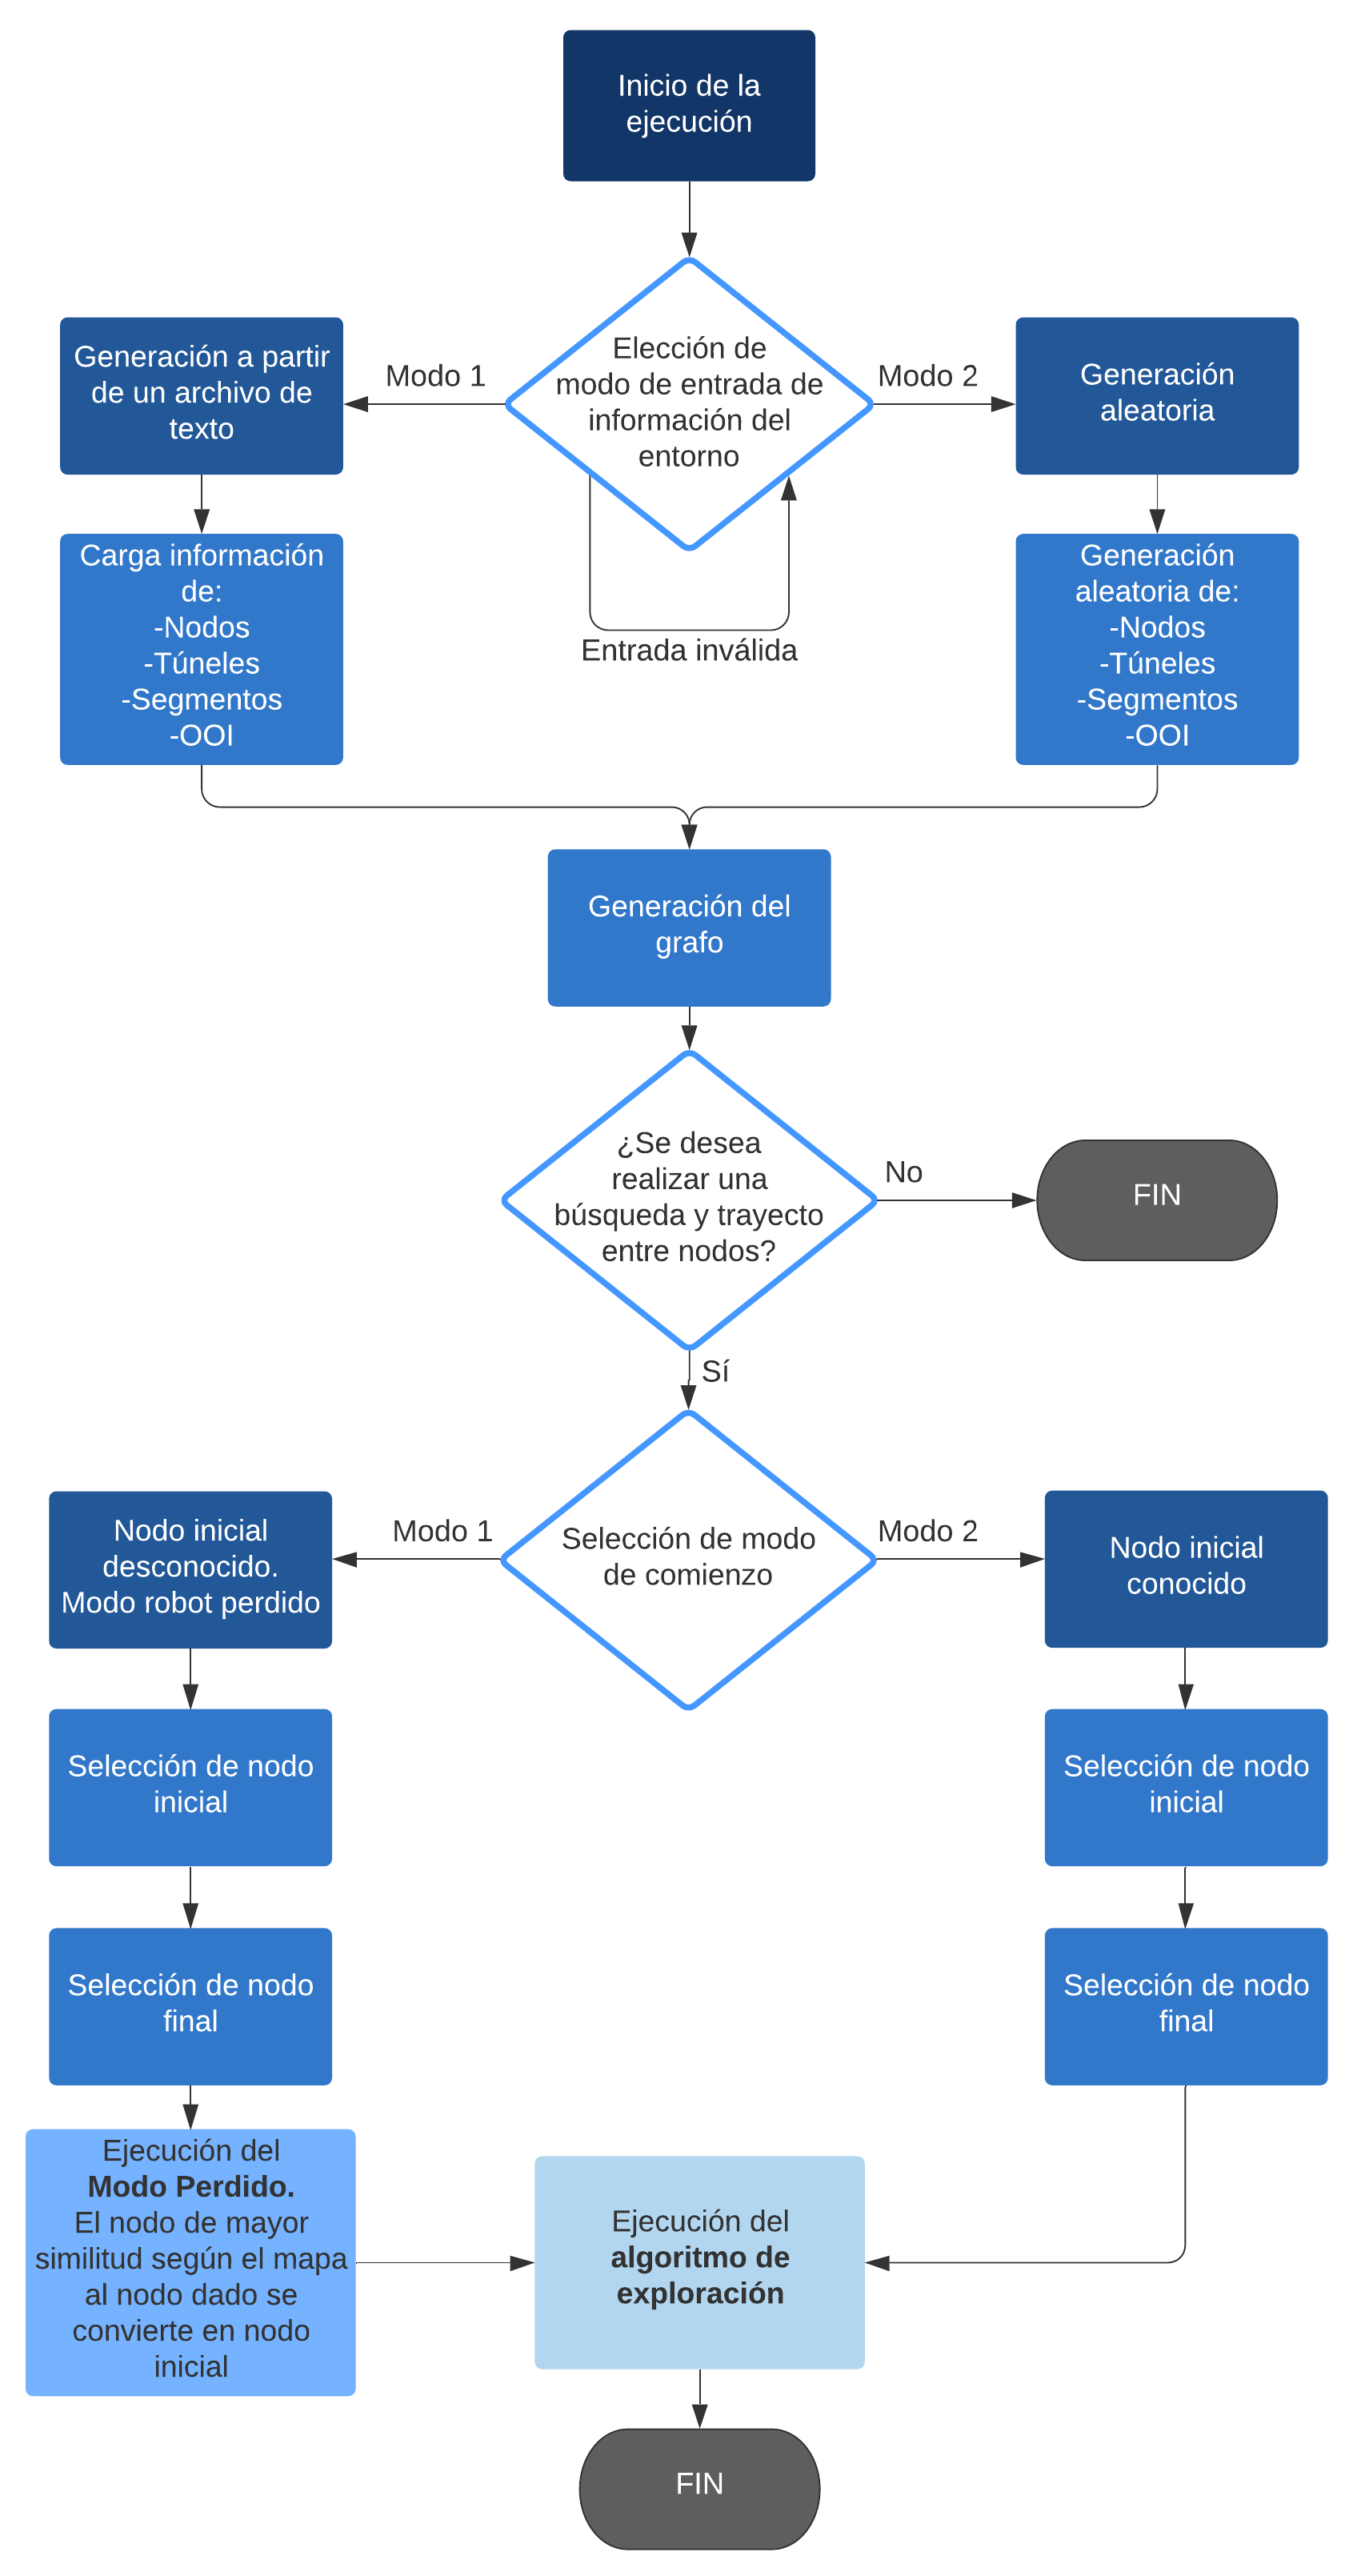 Inicio de la
ejecución
Elección de
modo de entrada de
información del
entorno
Modo 1
Modo 2
Generación a partir
de un archivo de
texto
Generación
aleatoria
Carga información
de:
-Nodos
-Túneles
-Segmentos
-OOI
Entrada inválida
Generación
aleatoria de:
-Nodos
-Túneles
-Segmentos
-OOI
Generación del
grafo
¿Se desea
realizar una
búsqueda y trayecto
entre nodos?
No
FIN
Sí
Selección de modo
de comienzo
Modo 1
Modo 2
Nodo inicial
desconocido.
Modo robot perdido
Nodo inicial
conocido
Selección de nodo
inicial
Selección de nodo
inicial
Selección de nodo
final
Selección de nodo
final
Ejecución del
Modo Perdido.
El nodo de mayor
similitud según el mapa
al nodo dado se
convierte en nodo
inicial
Ejecución del
algoritmo de
exploración
FIN